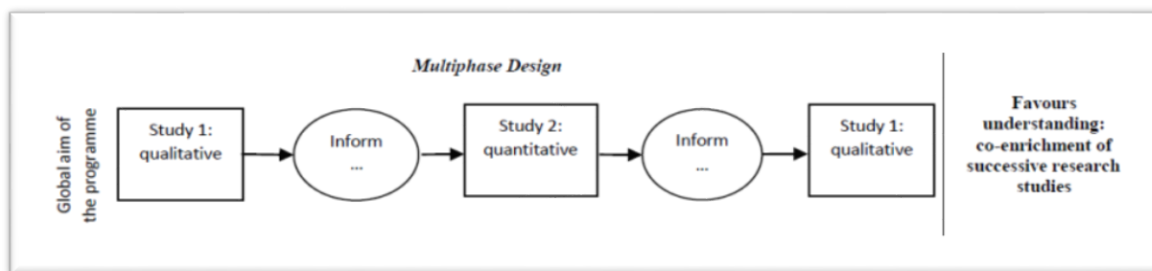 Multiphase Design
Global aim of
the programme
Study 1:
qualitative
Inform
...
Study 2:
quantitative
Inform
...
Study 1:
qualitative
Favours
understanding:
co-enrichment of
successive research
studies